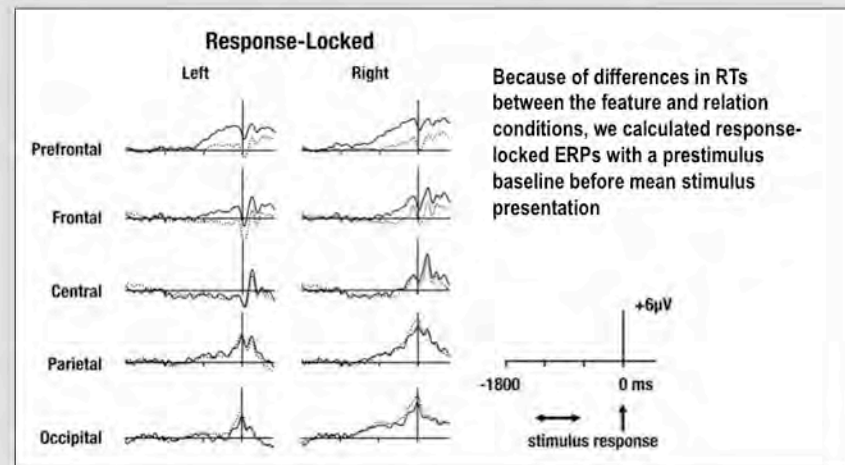 Response-Locked
Left Right
Because of differences in RTs
between the feature and relation
conditions, we calculated response-
locked ERPs with a prestimulus
baseline before mean stimulus
presentation
Prefrontal
Frontal
Central
Parietal
Occipital
+6µV
-1800 0 ms
stimulus response